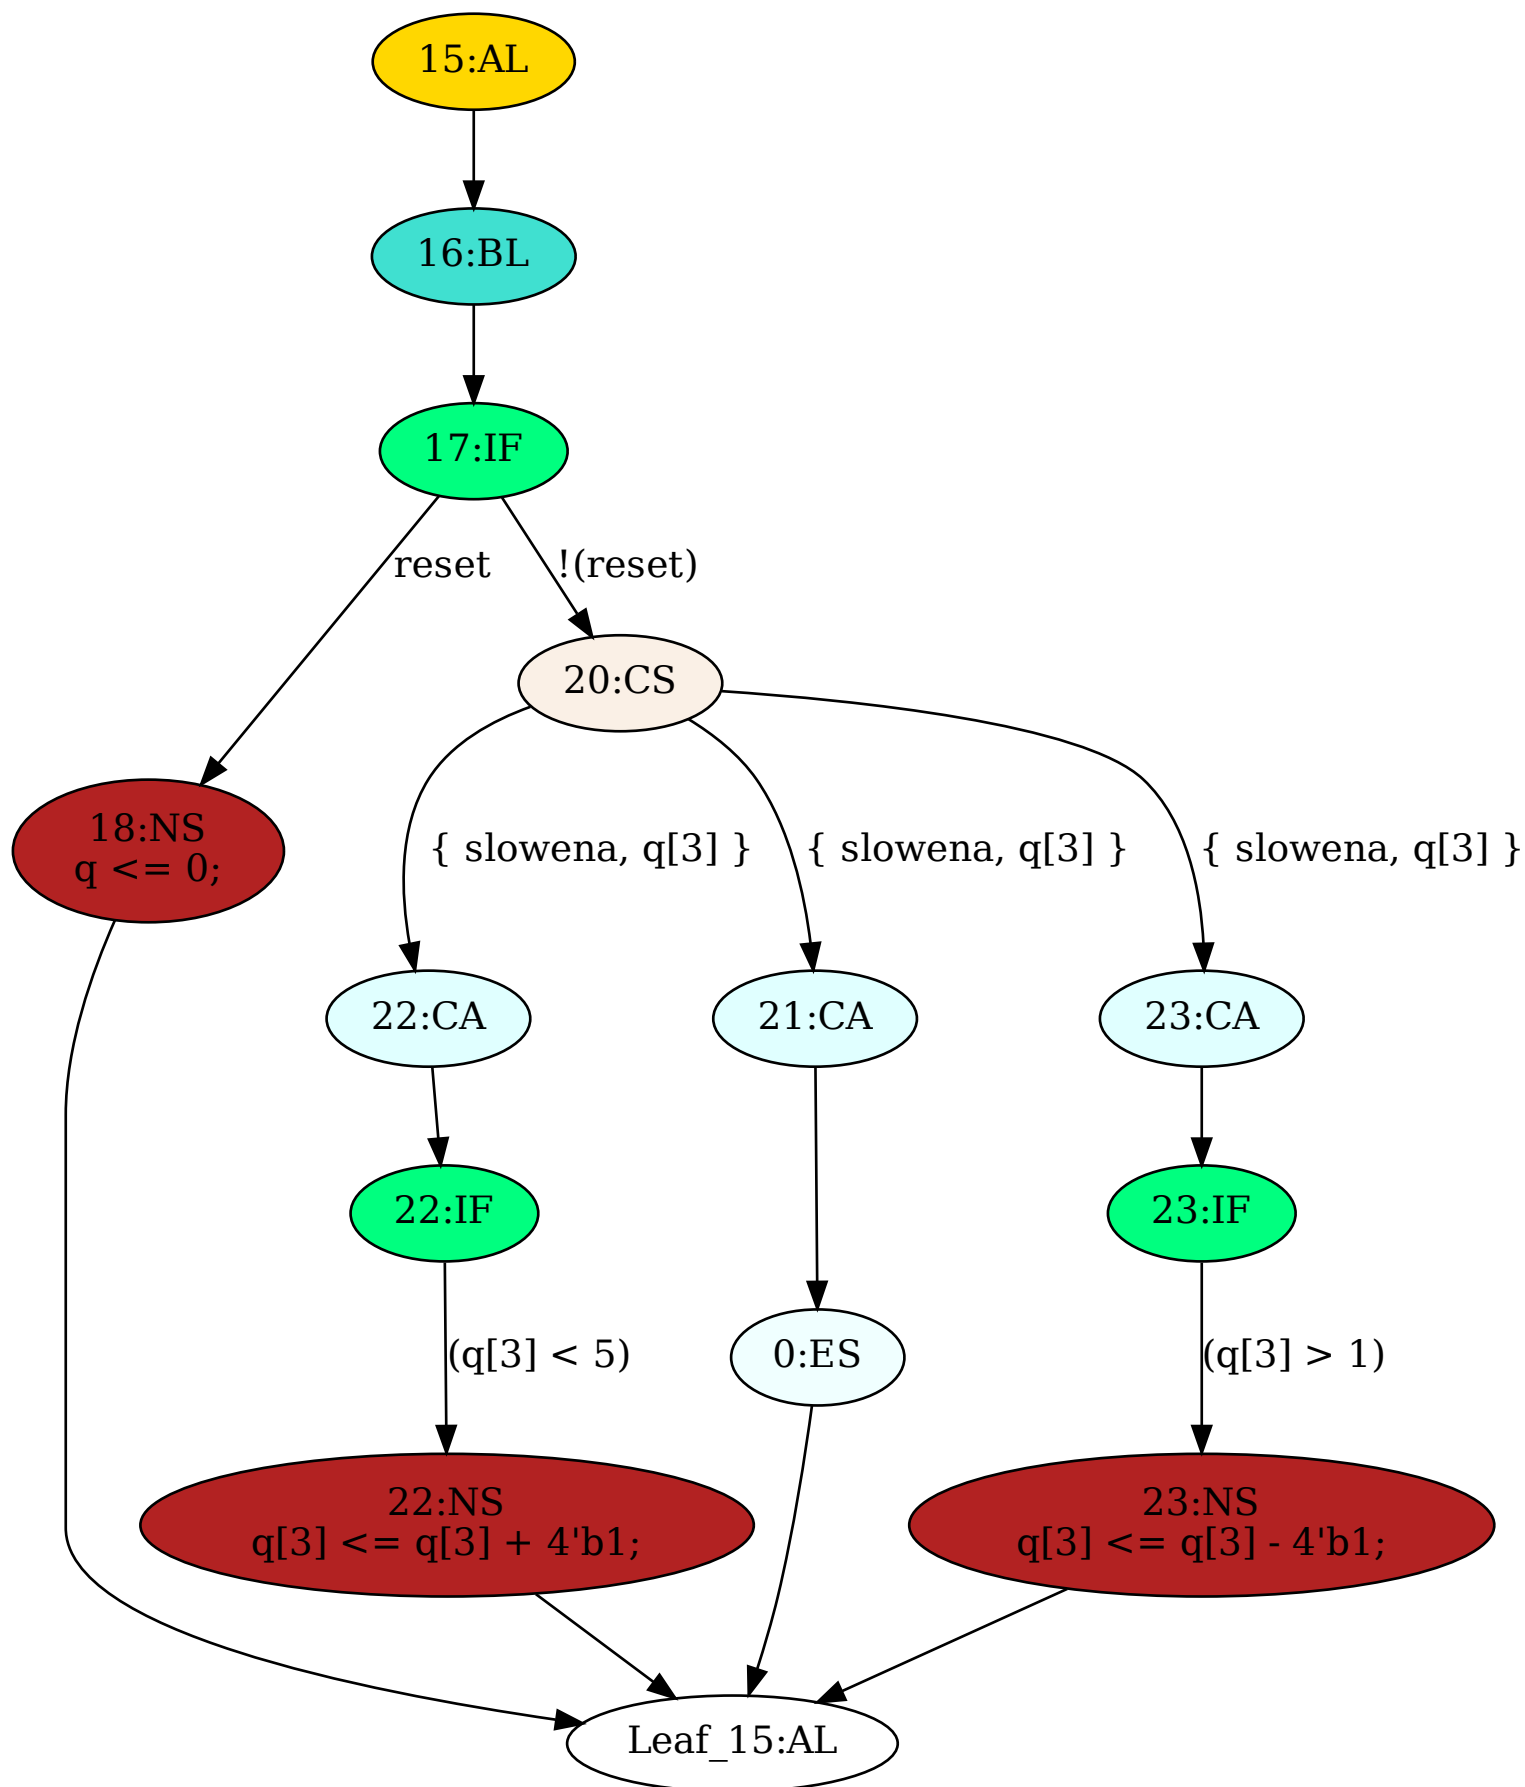 15:AL
16:BL
17:IF
reset
!(reset)
20:CS
18:NS
q <= 0;
{ slowena, q[3] }
{ slowena, q[3] }
{ slowena, q[3] }
22:CA
21:CA
23:CA
22:IF
23:IF
(q[3] < 5)
0:ES
(q[3] > 1)
22:NS
q[3] <= q[3] + 4'b1;
23:NS
q[3] <= q[3] - 4'b1;
Leaf_15:AL